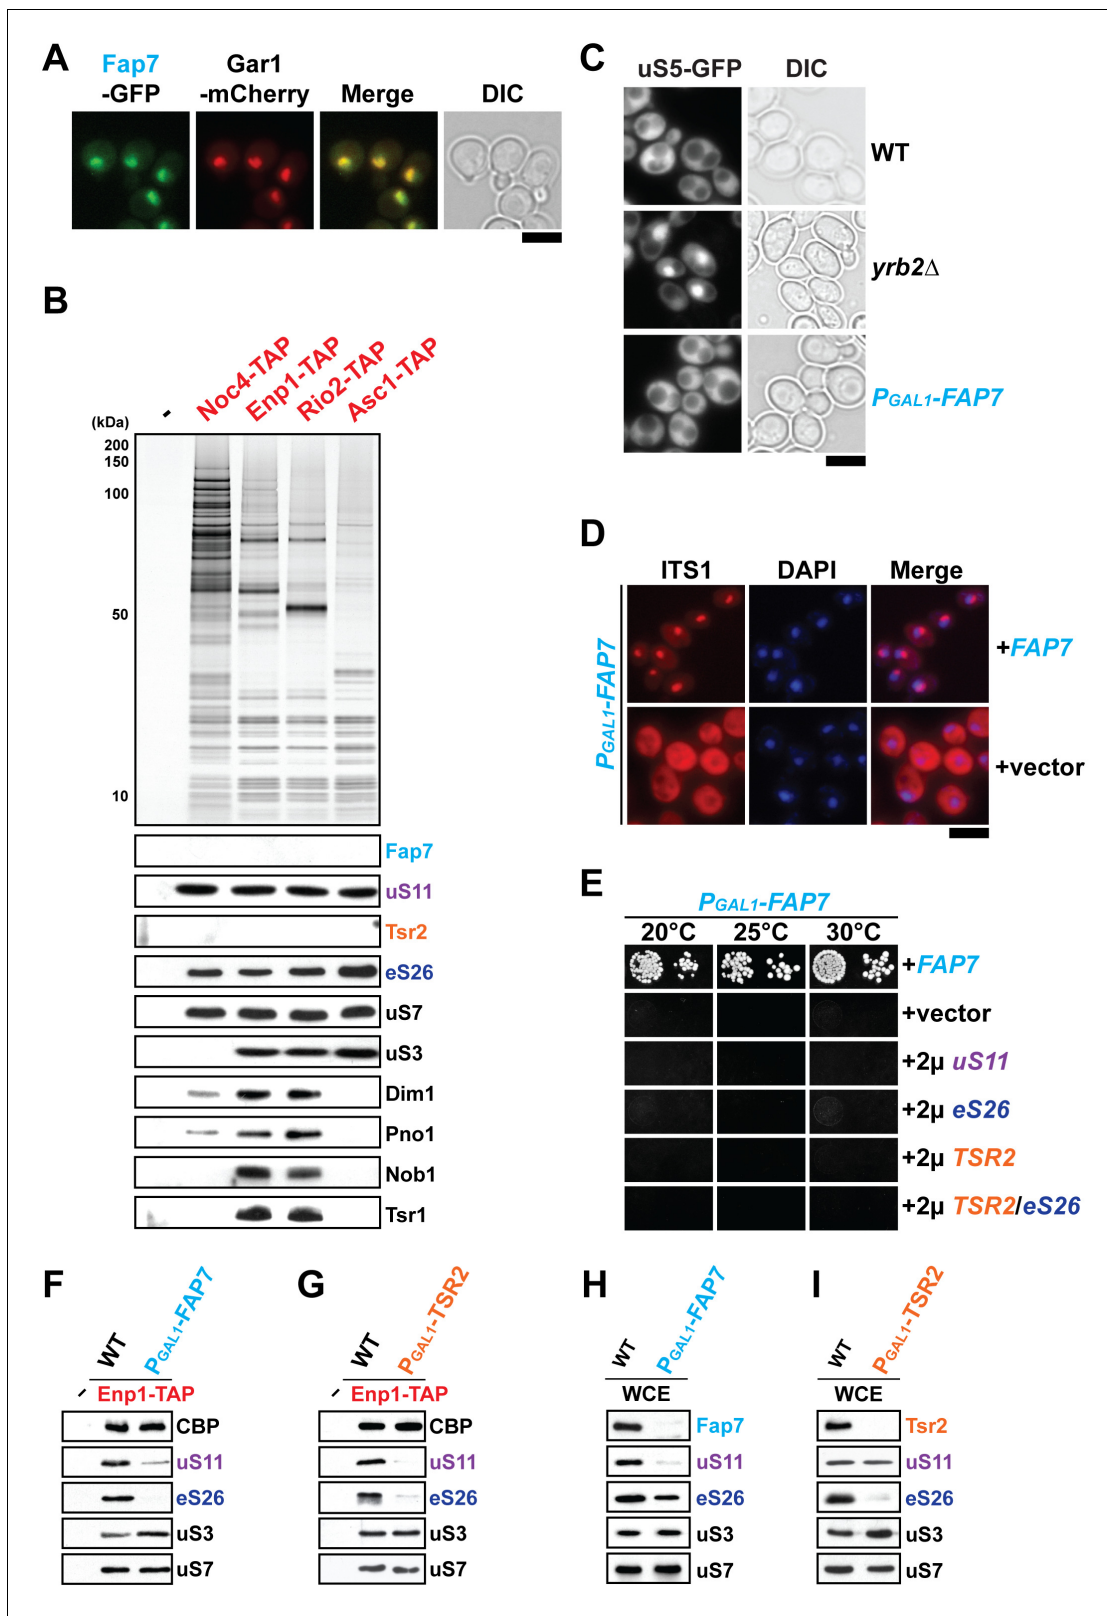 A
Fap7
-GFP
Gar1
-mCherry
Merge
DIC
B
-
Noc4-TAP
Enp1-TAP
Rio2-TAP
Asc1-TAP
(kDa)
200
150
100
50
10
Fap7
uS11
Tsr2
eS26
uS7
uS3
Dim1
Pno1
Nob1
Tsr1
C
uS5-GFP
DIC
WT
yrb2Δ
PGAL1-FAP7
D
ITS1
DAPI
Merge
PGAL1-FAP7
+FAP7
+vector
E
PGAL1-FAP7
20°C
25°C
30°C
+FAP7
+vector
+2μ uS11
+2μ eS26
+2μ TSR2
+2μ TSR2/eS26
F
-
WT
PGAL1-FAP7
Enp1-TAP
CBP
uS11
eS26
uS3
uS7
G
-
WT
PGAL1-TSR2
Enp1-TAP
CBP
uS11
eS26
uS3
uS7
H
WT
PGAL1-FAP7
WCE
Fap7
uS11
eS26
uS3
uS7
I
WT
PGAL1-TSR2
WCE
Tsr2
uS11
eS26
uS3
uS7